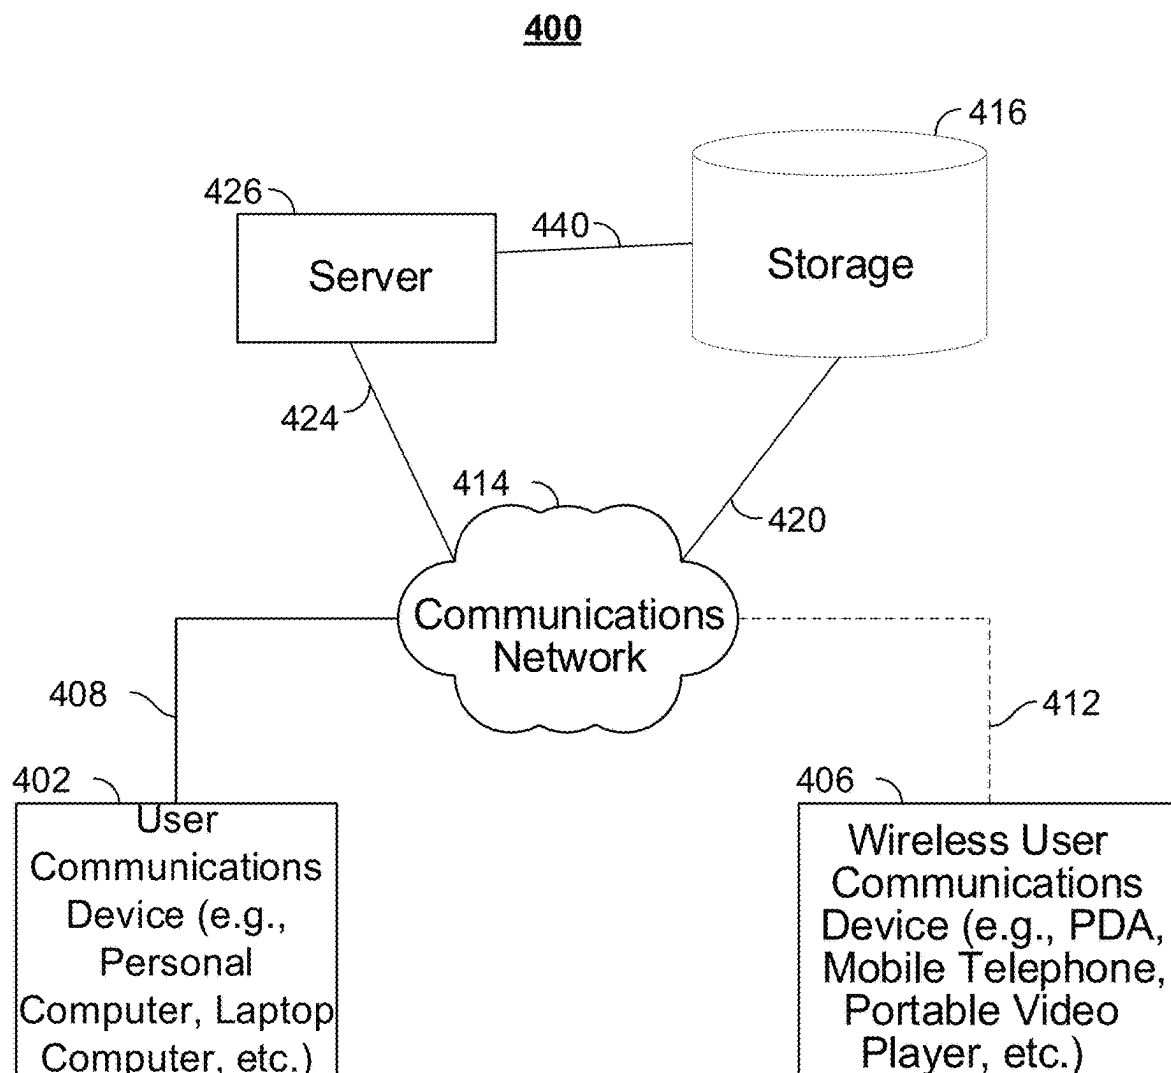 400
416
426
440
Server
Storage
424
414
420
Communications
Network
408
412
402
406
User
Communications
Device (e.g.,
Personal
Computer, Laptop
Computer, etc.)
Wireless User
Communications
Device (e.g., PDA,
Mobile Telephone,
Portable Video
Player, etc.)